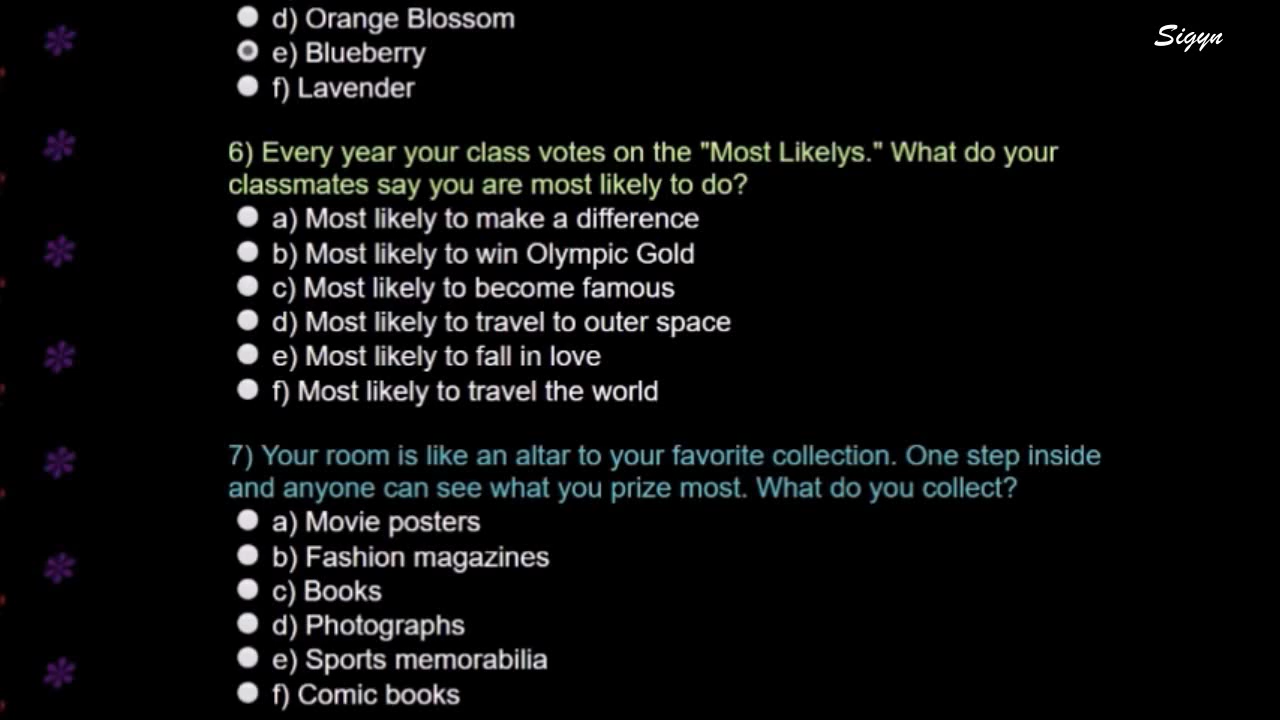 d) Orange Blossom
Sigyn
e) Blueberry
f) Lavender
6) Every year your class votes on the "Most Likelys." What do your
classmates say you are most likely to do?
a) Most likely to make a difference
b) Most likely to win Olympic Gold
c) Most likely to become famous
d) Most likely to travel to outer space
e) Most likely to fall in love
f) Most likely to travel the world
7) Your room is like an altar to your favorite collection. One step inside
and anyone can see what you prize most. What do you collect?
a) Movie posters
b) Fashion magazines
c) Books
d) Photographs
e) Sports memorabilia
f) Comic books